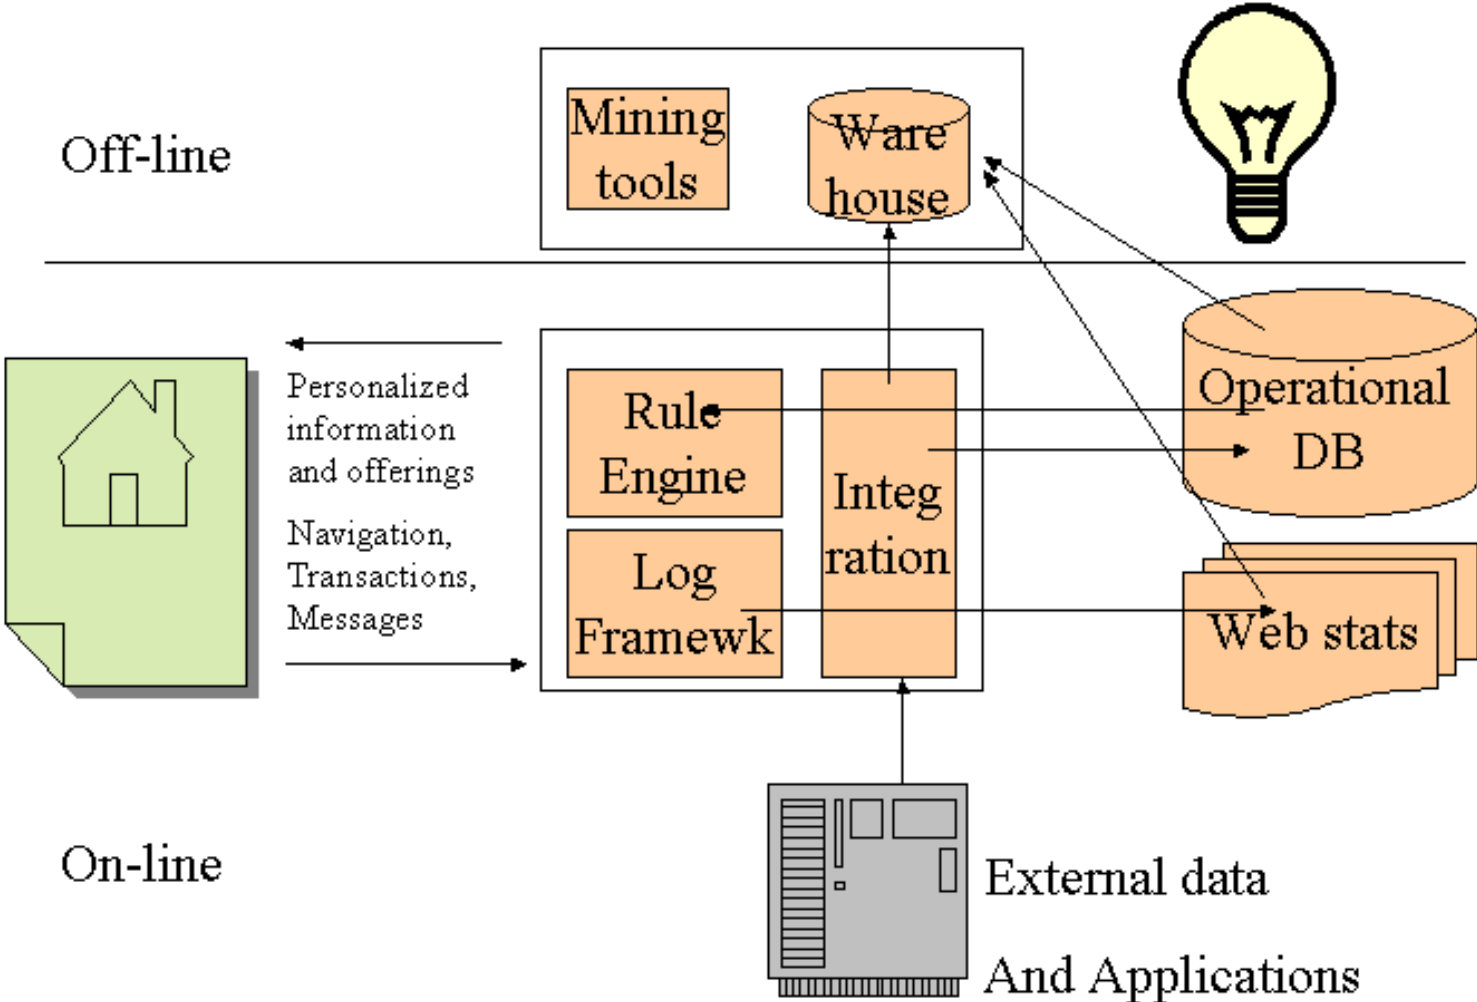 Off-line
Mining
tools
Ware
house
Personalized
information
and offerings
Navigation,
Transactions,
Messages
Rule
Engine
Log
Framewk
Integ
ration
Operational
DB
Web stats
On-line
External data
And Applications